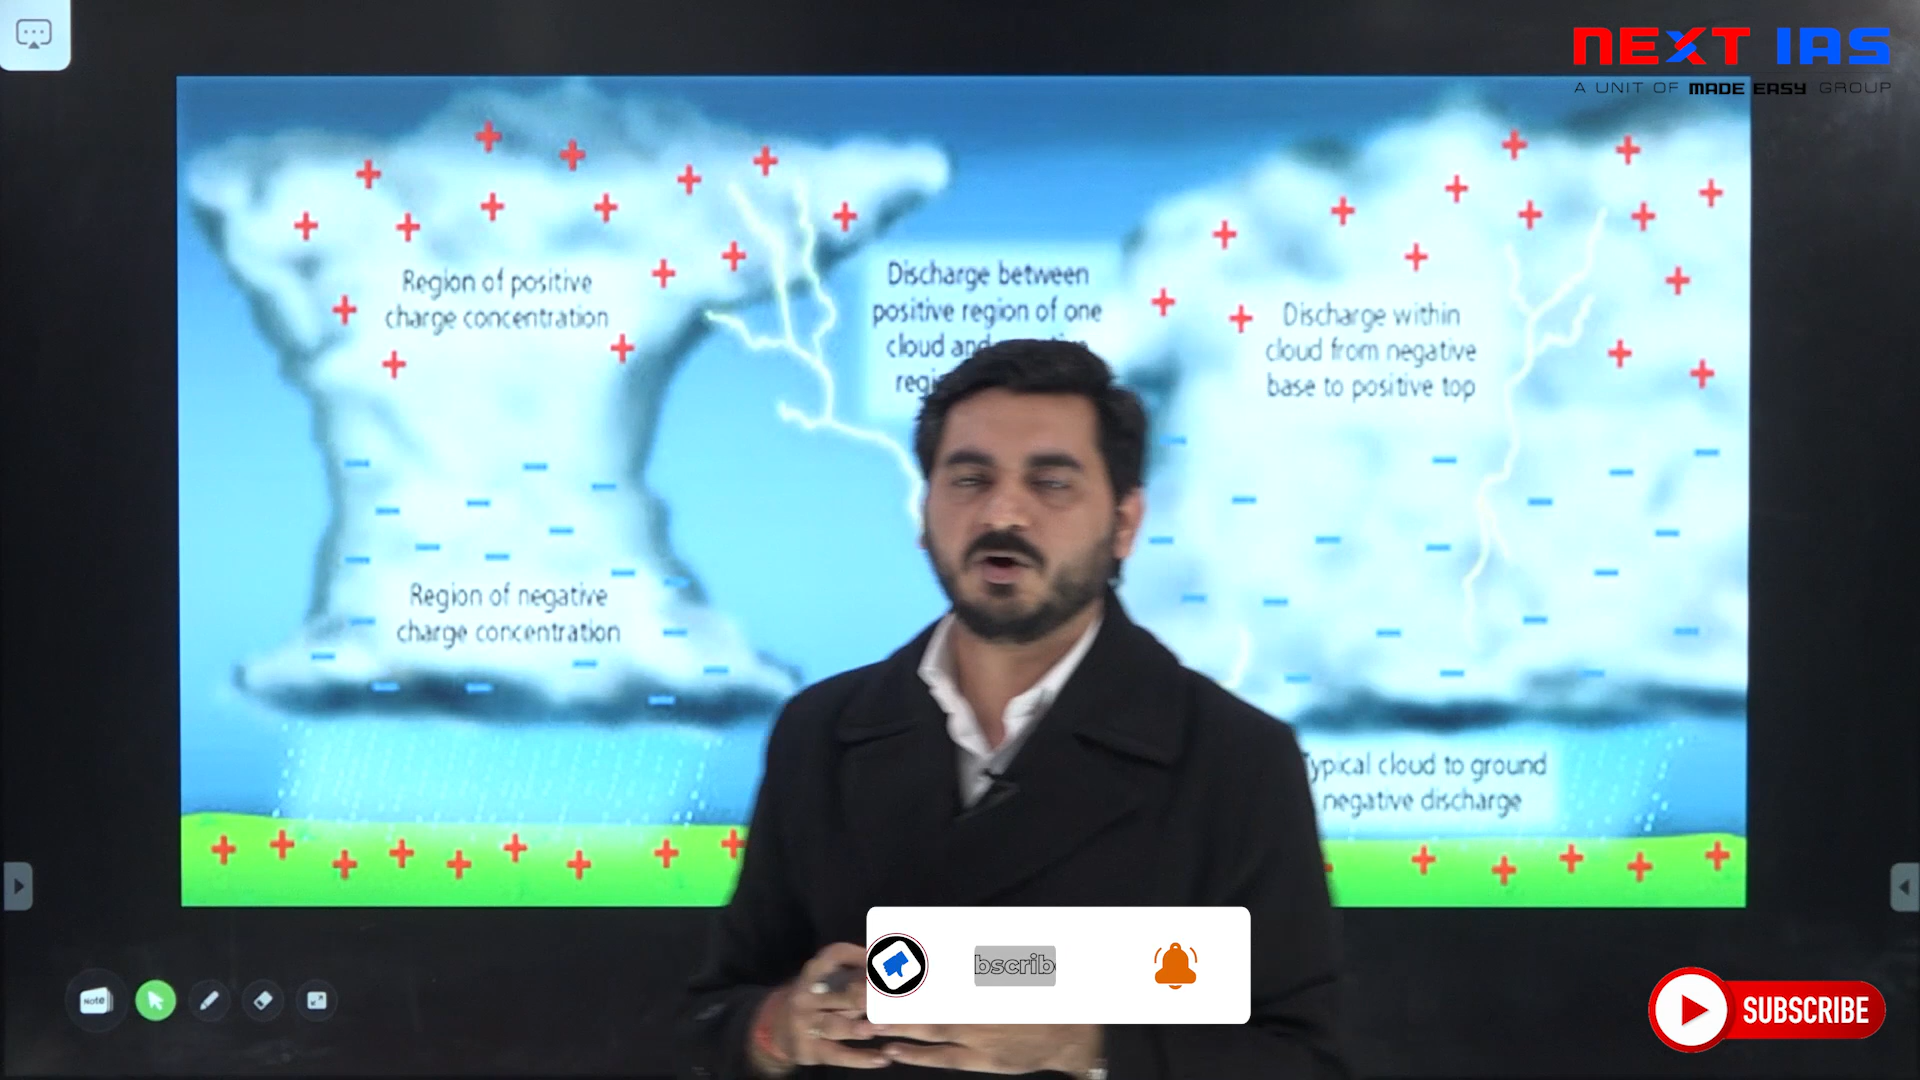 NEXT IAS
A UNIT OF MADE EASY GROUP
Region of positive
charge concentration
Discharge between
positive region of one
cloud and
Discharge within
cloud from negative
base to positive top
Region of negative
charge concentration
Typical cloud to ground
negative discharge
NOTE
bscrib
SUBSCRIBE